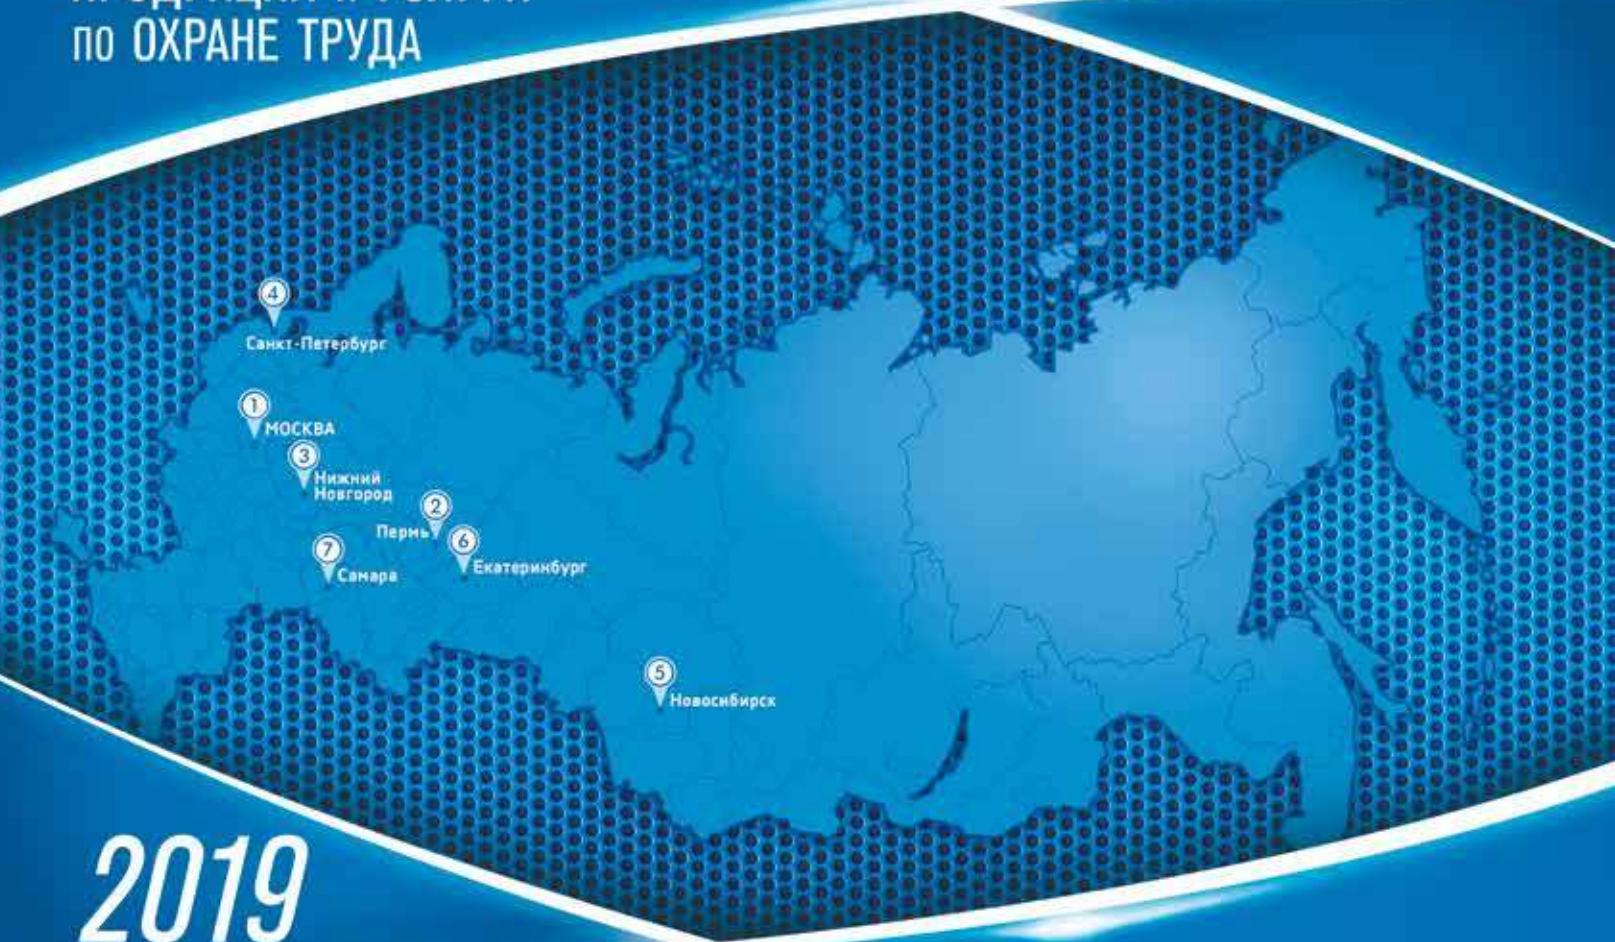 по ОХРАНЕ ТРУДА
4
Санкт-Петербург
1
МОСКВА
3
Нижний
Новгород
2
Пермь
6
Екатеринбург
7
Самара
5
Новосибирск
2019